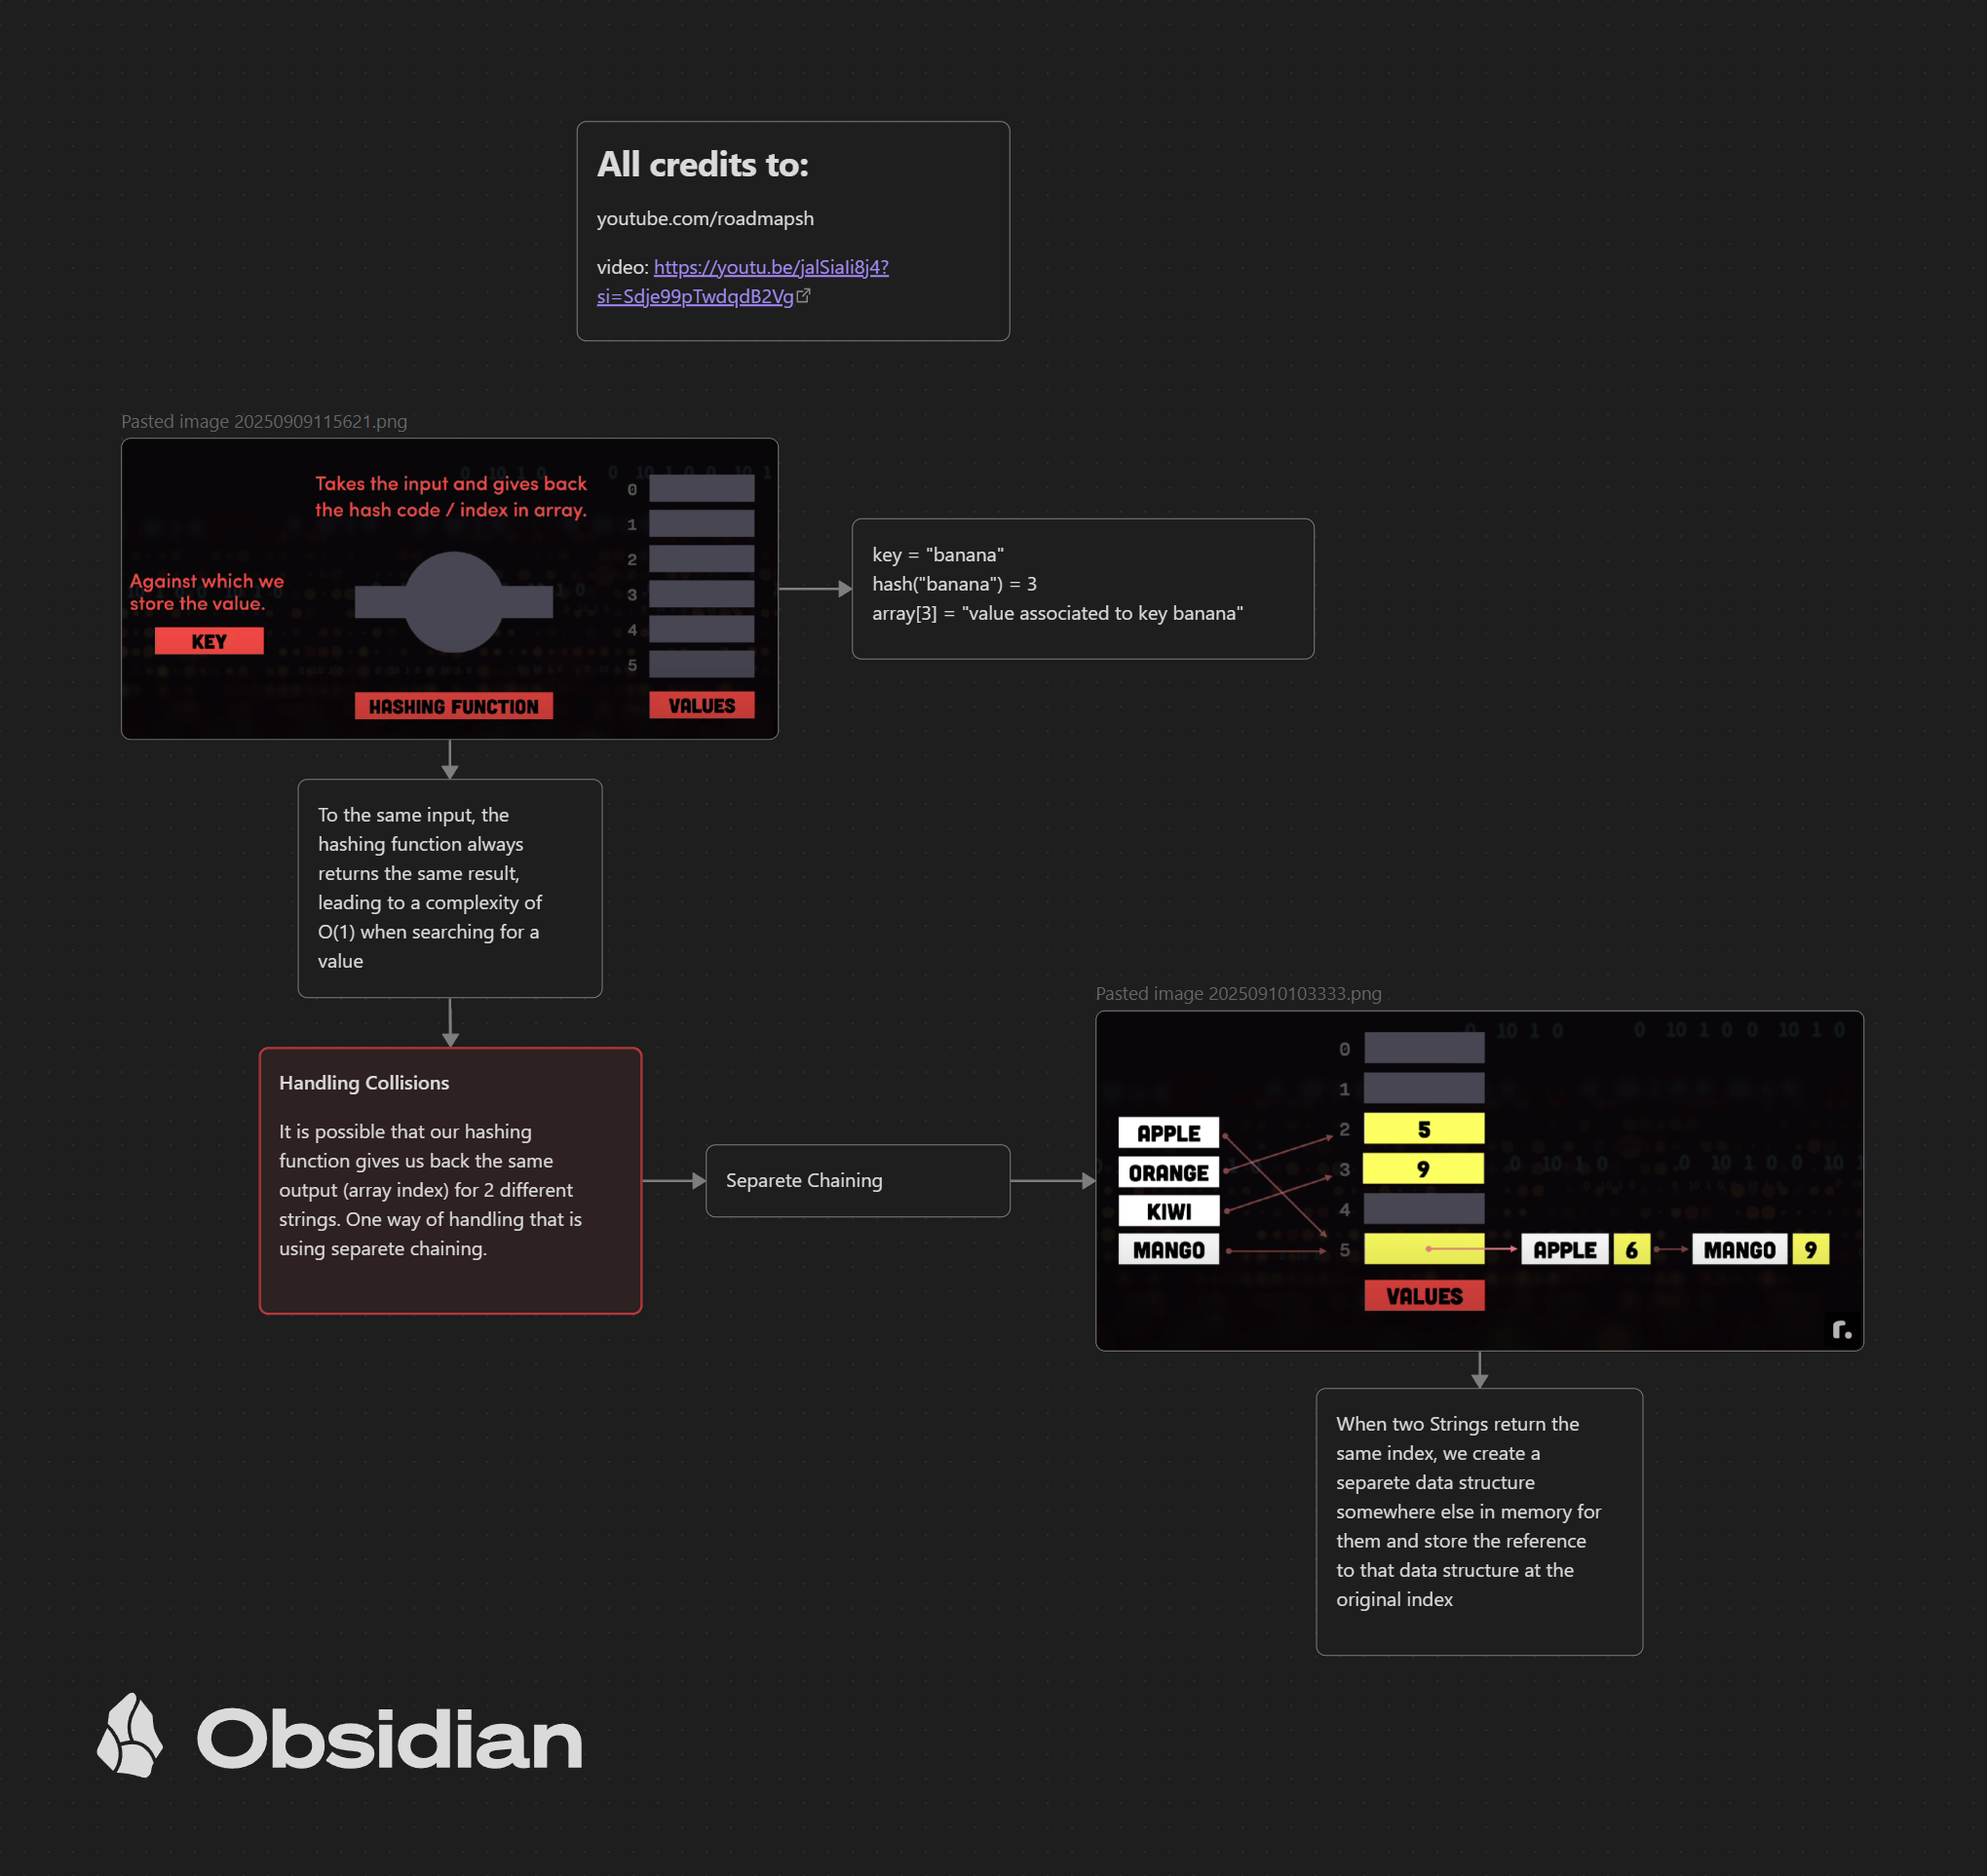 All credits to:
youtube.com/roadmapsh
video: https://youtu.be/jalSiaIi8j4?
si=Sdje99pTwdqdB2Vg
Pasted image 20250909115621.png
Takes the input and gives back
the hash code / index in array.
Against which we
store the value.
KEY
HASHING FUNCTION
0
1
2
3
4
5
VALUES
key = "banana"
hash("banana") = 3
array[3] = "value associated to key banana"
To the same input, the
hashing function always
returns the same result,
leading to a complexity of
O(1) when searching for a
value
Handling Collisions
It is possible that our hashing
function gives us back the same
output (array index) for 2 different
strings. One way of handling that is
using separete chaining.
Separete Chaining
Pasted image 20250910103333.png
APPLE
ORANGE
KIWI
MANGO
0
1
2 5
3 9
4
5 APPLE 6 MANGO 9
VALUES
r.
When two Strings return the
same index, we create a
separete data structure
somewhere else in memory for
them and store the reference
to that data structure at the
original index
Obsidian